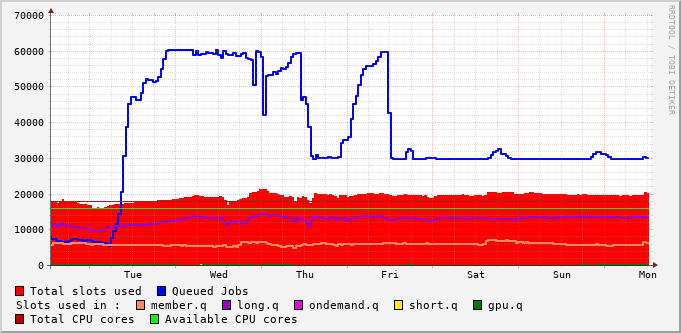 70000
60000
50000
40000
30000
20000
10000
0
Tue Wed Thu Fri Sat Sun Mon
RRDTOOL / TOBI OETIKER
Total slots used Queued Jobs
Slots used in : member.q long.q ondemand.q short.q gpu.q
Total CPU cores Available CPU cores